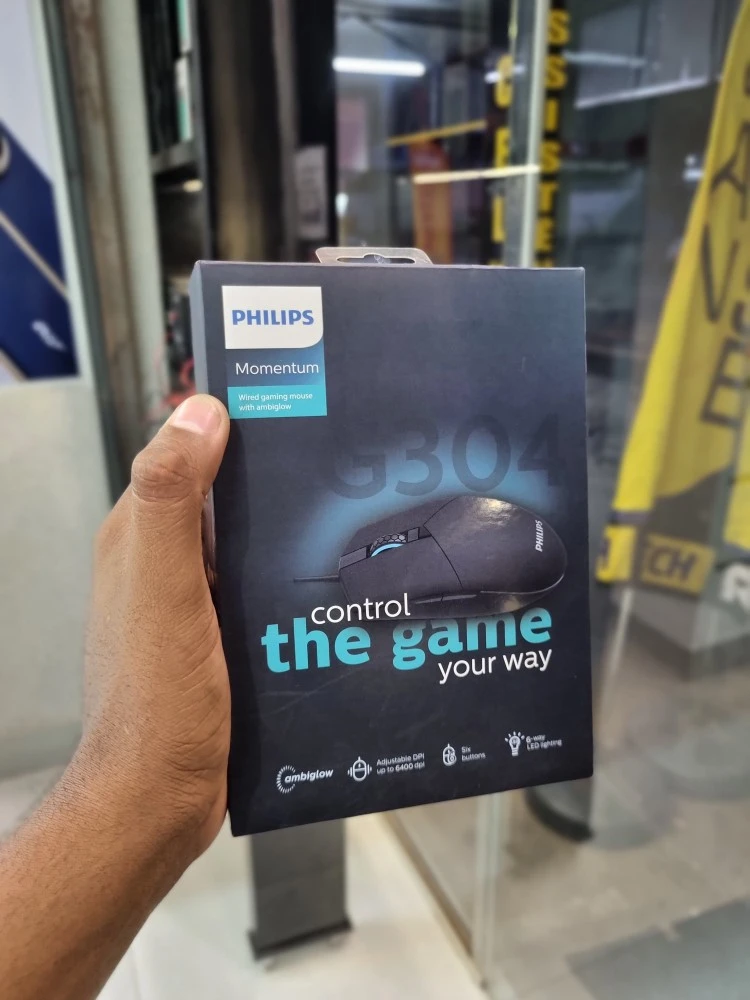 PHILIPS
Momentum
Wired gaming mouse
with ambiglow
G304
PHILIPS
control
the game
your way
ambiglow
Adjustable DPI
up to 6400 dpi
Six
buttons
6-way
LED lighting
TECH